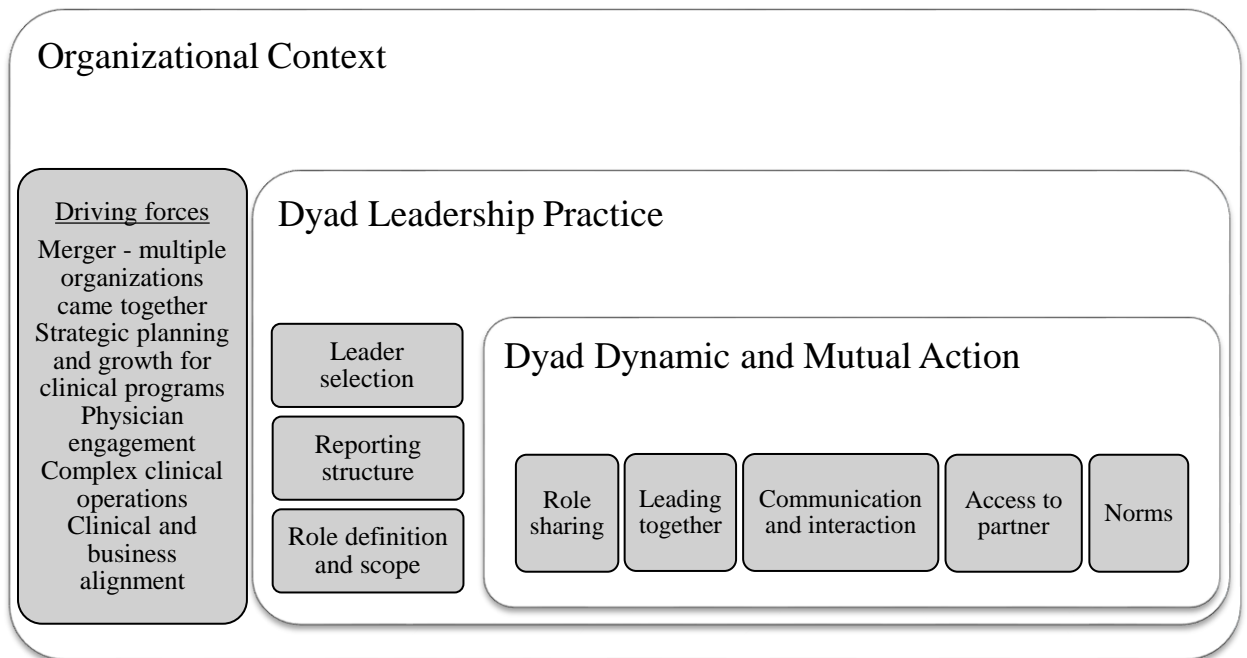 Organizational Context
Driving forces
Merger - multiple
organizations
came together
Strategic planning
and growth for
clinical programs
Physician
engagement
Complex clinical
operations
Clinical and
business
alignment
Dyad Leadership Practice
Leader
selection
Reporting
structure
Role definition
and scope
Dyad Dynamic and Mutual Action
Role
sharing
Leading
together
Communication
and interaction
Access to
partner
Norms